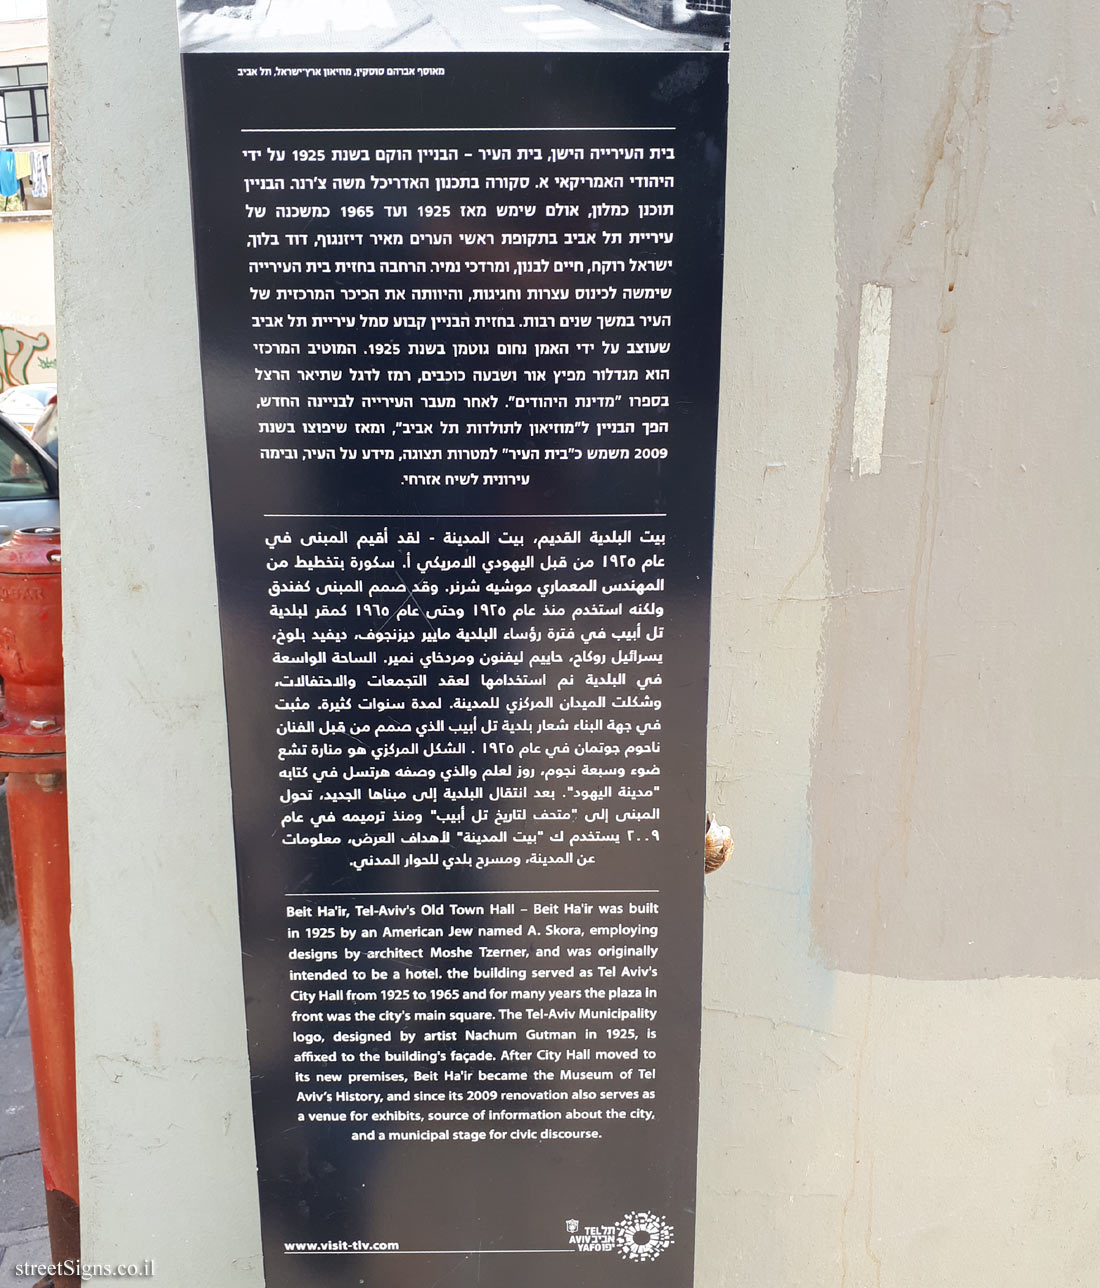 מאוסף אברהם סוסקין, מוזיאון ארץ־ישראל, תל אביב
בית העירייה הישן, בית העיר – הבניין הוקם בשנת 1925 על ידי
היהודי האמריקאי א. סקורה בתכנון האדריכל משה צ'רנר. הבניין
תוכנן כמלון, אולם שימש מאז 1925 ועד 1965 כמשכנה של
עיריית תל אביב בתקופת ראשי הערים מאיר דיזנגוף, דוד בלוך,
ישראל רוקח, חיים לבנון, ומרדכי נמיר. הרחבה בחזית בית העירייה
שימשה לכינוס עצרות וחגיגות, והיוותה את הכיכר המרכזית של
העיר במשך שנים רבות. בחזית הבניין קבוע סמל עיריית תל אביב
שעוצב על ידי האמן נחום גוטמן בשנת 1925. המוטיב המרכזי
הוא מגדלור מפיץ אור ושבעה כוכבים, רמז לדגל שתיאר הרצל
בספרו "מדינת היהודים". לאחר מעבר העירייה לבניינה החדש,
הפך הבניין ל"מוזיאון לתולדות תל אביב", ומאז שיפוצו בשנת
2009 משמש כ"בית העיר" למטרות תצוגה, מידע על העיר, ובימה
עירונית לשיח אזרחי.
بيت البلدية القديم، بيت المدينة - لقد أقيم المبنى في
عام ١٩٢٥ من قبل اليهودي الامريكي أ. سكورة بتخطيط من
المهندس المعماري موشيه شرنر. وقد صمم المبنى كفندق
ولكنه استخدم منذ عام ١٩٢٥ وحتى عام ١٩٦٥ كمقر لبلدية
تل أبيب في فترة رؤساء البلدية مايير ديزنجوف، ديفيد بلوخ،
يسرائيل روكاح، حاييم ليفنون ومردخاي نمير. الساحة الواسعة
في البلدية تم استخدامها لعقد التجمعات والاحتفالات،
وشكلت الميدان المركزي للمدينة. لمدة سنوات كثيرة. مثبت
في جهة البناء شعار بلدية تل أبيب الذي صمم من قبل الفنان
ناحوم جوتمان في عام ١٩٢٥ . الشكل المركزي هو منارة تشع
ضوء وسبعة نجوم، روز لعلم والذي وصفه هرتسل في كتابه
"مدينة اليهود". بعد انتقال البلدية إلى مبناها الجديد، تحول
المبنى إلى "متحف لتاريخ تل أبيب" ومنذ ترميمه في عام
٢٠٠٩ يستخدم ك "بيت المدينة" لأهداف العرض، معلومات
عن المدينة، ومسرح بلدي للحوار المدني.
Beit Ha'ir, Tel-Aviv's Old Town Hall – Beit Ha'ir was built
in 1925 by an American Jew named A. Skora, employing
designs by architect Moshe Tzerner, and was originally
intended to be a hotel. the building served as Tel Aviv's
City Hall from 1925 to 1965 and for many years the plaza in
front was the city's main square. The Tel-Aviv Municipality
logo, designed by artist Nachum Gutman in 1925, is
affixed to the building's façade. After City Hall moved to
its new premises, Beit Ha'ir became the Museum of Tel
Aviv's History, and since its 2009 renovation also serves as
a venue for exhibits, source of information about the city,
and a municipal stage for civic discourse.
www.visit-tlv.com
TEL תל
AVIV אביב
YAFO יפו
streetSigns.co.il